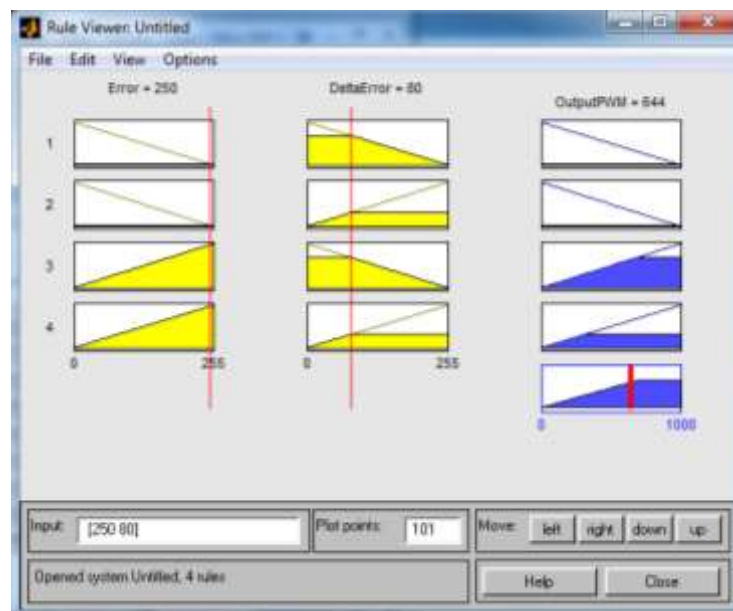 Rule Viewer: Untitled
File Edit View Options
Error = 250
DeltaError = 80
OutputPWM = 644
1
2
3
4
0 255
0 255
0 1000
Input: [250 80]
Plot points: 101
Move: left right down up
Opened system Untitled, 4 rules
Help Close